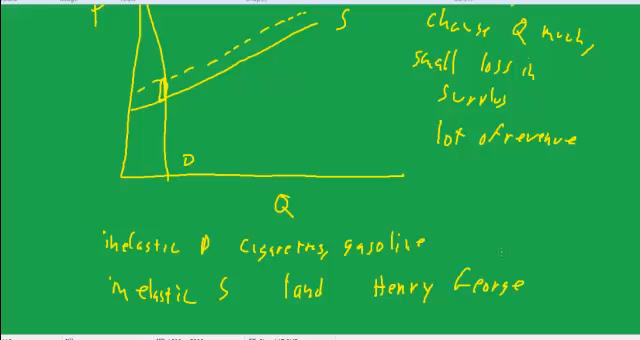 P
S
change Q much,
small loss in
surplus
lot of revenue
D
Q
inelastic D cigarettes, gasoline
inelastic S land Henry George